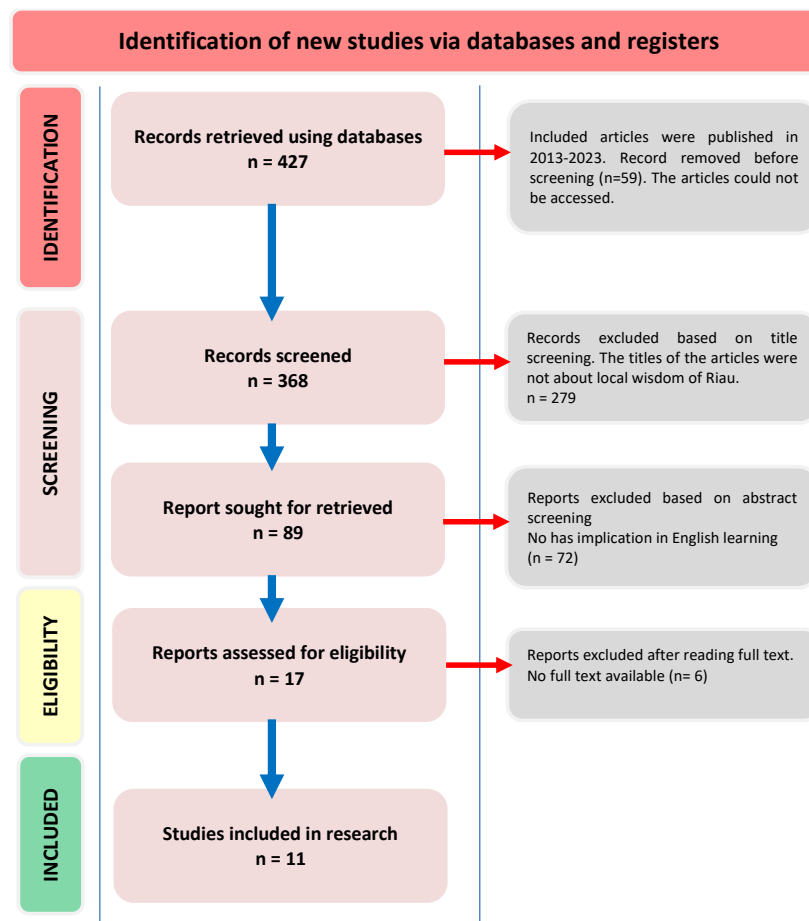 Identification of new studies via databases and registers
IDENTIFICATION
Records retrieved using databases
n = 427
Included articles were published in
2013-2023. Record removed before
screening (n=59). The articles could not
be accessed.
SCREENING
Records screened
n = 368
Records excluded based on title
screening. The titles of the articles were
not about local wisdom of Riau.
n = 279
Report sought for retrieved
n = 89
Reports excluded based on abstract
screening
No has implication in English learning
(n = 72)
ELIGIBILITY
Reports assessed for eligibility
n = 17
Reports excluded after reading full text.
No full text available (n= 6)
INCLUDED
Studies included in research
n = 11